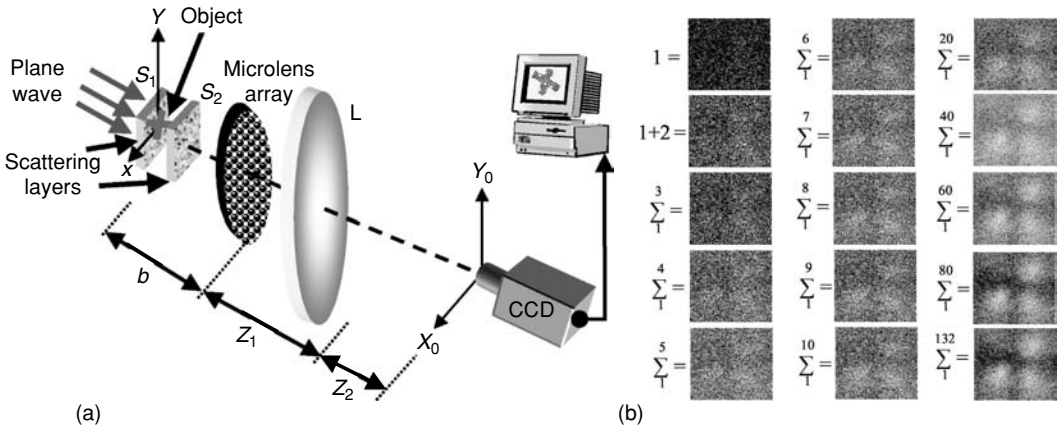 Y
Object
Plane
wave
S1
Microlens
array
S2
L
Scattering
layers
x
b
Z1
Z2
Y0
X0
CCD
(a)
1 =
1+2=
3
∑ =
1
4
∑ =
1
5
∑ =
1
6
∑ =
1
7
∑ =
1
8
∑ =
1
9
∑ =
1
10
∑ =
1
20
∑ =
1
40
∑ =
1
60
∑ =
1
80
∑ =
1
132
∑ =
1
(b)